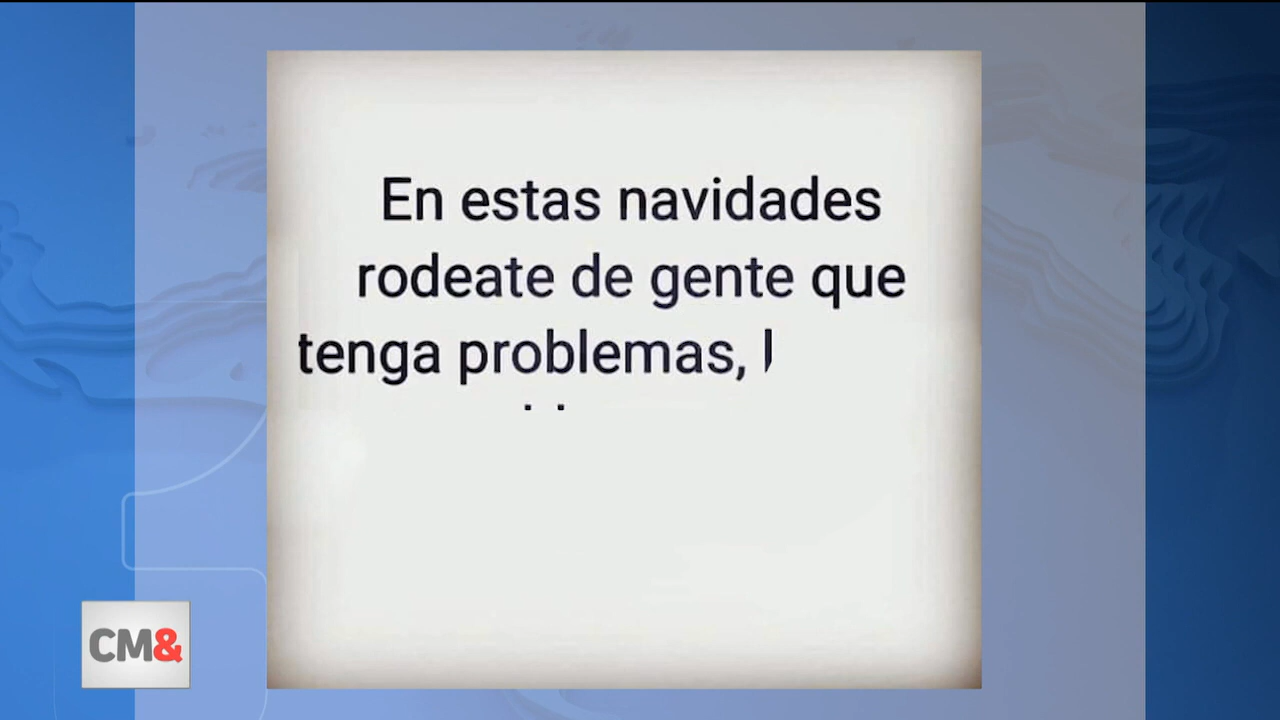 En estas navidades
rodeate de gente que
tenga problemas,
CM&